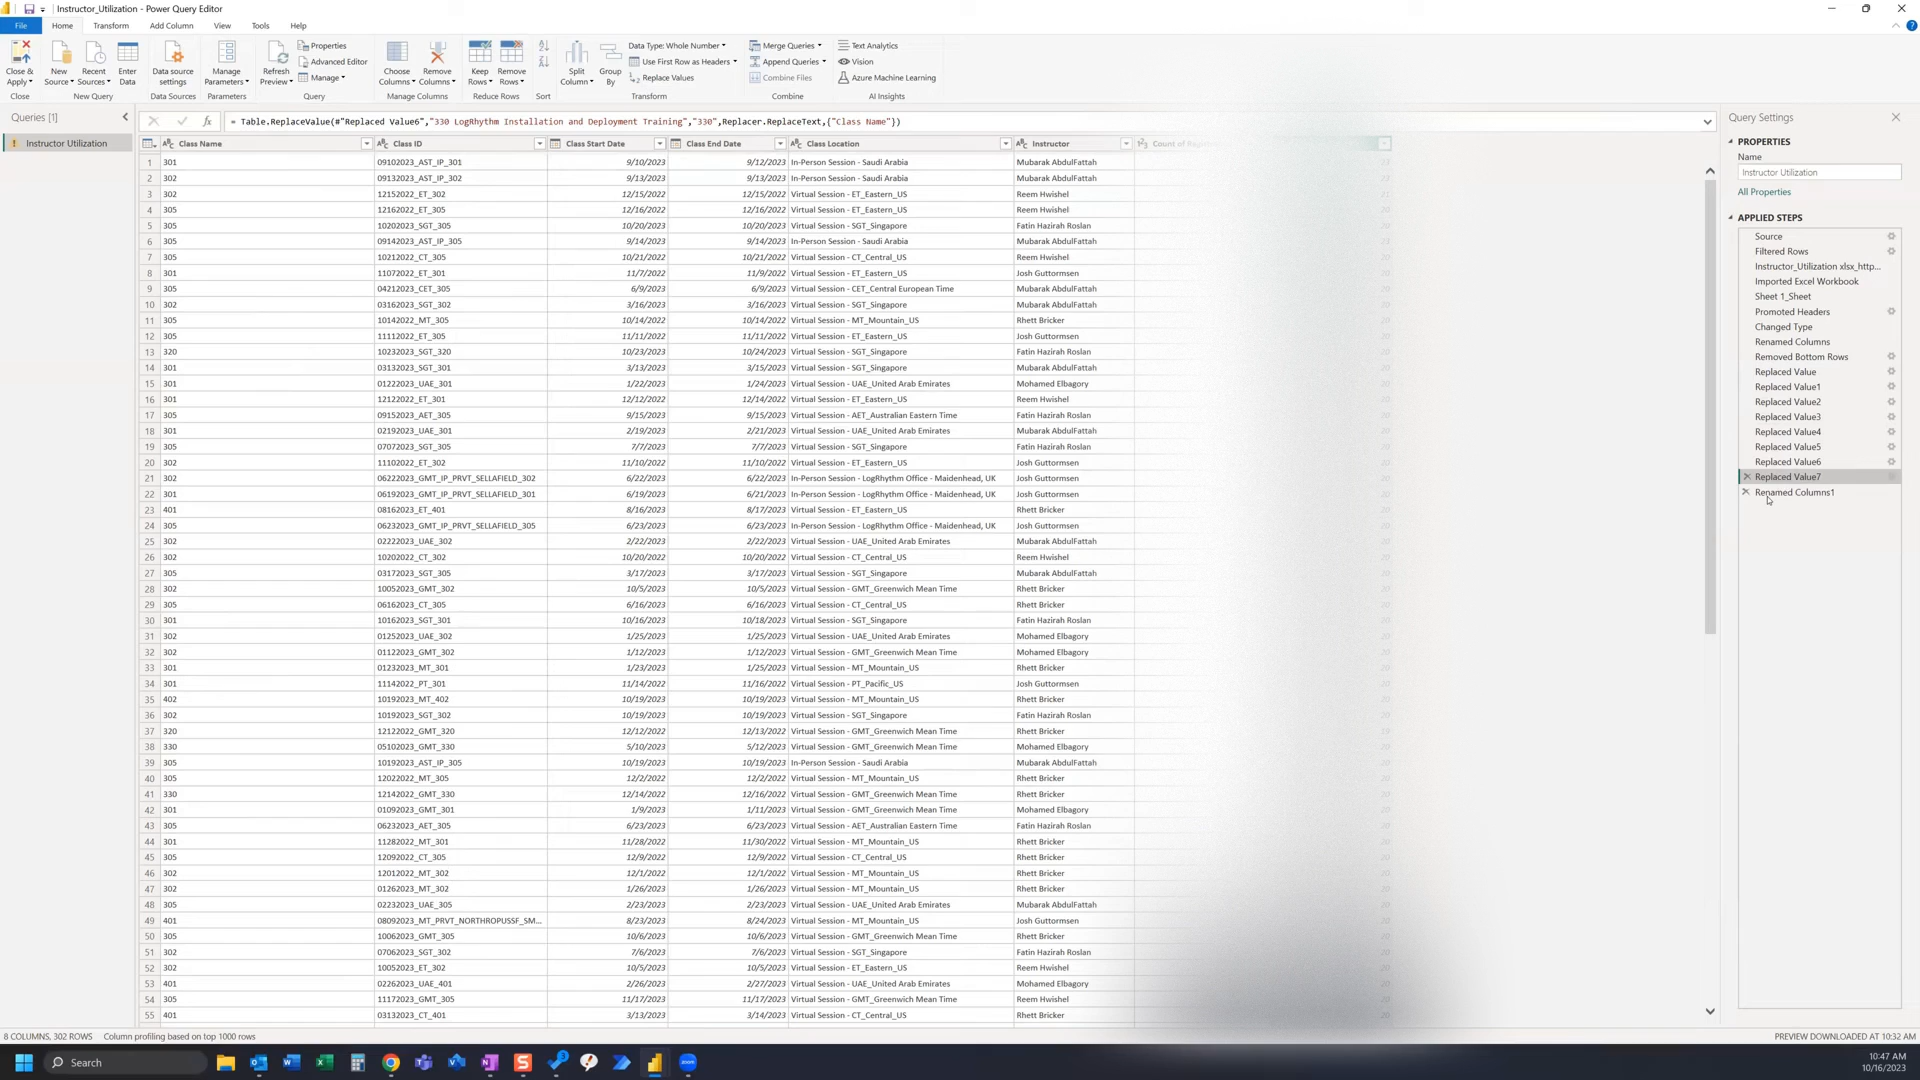 Instructor_Utilization - Power Query Editor
File Home Transform Add Column View Tools Help
Close & Apply
New Source
Recent Sources
Enter Data
Data source settings
Manage Parameters
Refresh Preview
Properties
Advanced Editor
Manage
Choose Columns
Remove Columns
Keep Rows
Remove Rows
Split Column
Group By
Data Type: Whole Number
Use First Row as Headers
Replace Values
Merge Queries
Append Queries
Combine Files
Text Analytics
Vision
Azure Machine Learning
Close New Query Data Sources Parameters Query Manage Columns Reduce Rows Sort Transform Combine AI Insights
Queries [1]
Instructor Utilization
= Table.ReplaceValue(#"Replaced Value6","330 LogRhythm Installation and Deployment Training","330",Replacer.ReplaceText,{"Class Name"})
Class Name Class ID Class Start Date Class End Date Class Location Instructor Count of
1 301 09102023_AST_IP_301 9/10/2023 9/12/2023 In-Person Session - Saudi Arabia Mubarak AbdulFattah
2 302 09132023_AST_IP_302 9/13/2023 9/13/2023 In-Person Session - Saudi Arabia Mubarak AbdulFattah
3 302 12152022_ET_302 12/15/2022 12/15/2022 Virtual Session - ET_Eastern_US Reem Hwishel
4 305 12162022_ET_305 12/16/2022 12/16/2022 Virtual Session - ET_Eastern_US Reem Hwishel
5 305 10202023_SGT_305 10/20/2023 10/20/2023 Virtual Session - SGT_Singapore Fatin Hazirah Roslan
6 305 09142023_AST_IP_305 9/14/2023 9/14/2023 In-Person Session - Saudi Arabia Mubarak AbdulFattah
7 305 10212022_CT_305 10/21/2022 10/21/2022 Virtual Session - CT_Central_US Reem Hwishel
8 301 11072022_ET_301 11/7/2022 11/9/2022 Virtual Session - ET_Eastern_US Josh Guttormsen
9 305 04212023_CET_305 6/9/2023 6/9/2023 Virtual Session - CET_Central European Time Mubarak AbdulFattah
10 302 03162023_SGT_302 3/16/2023 3/16/2023 Virtual Session - SGT_Singapore Mubarak AbdulFattah
11 305 10142022_MT_305 10/14/2022 10/14/2022 Virtual Session - MT_Mountain_US Rhett Bricker
12 305 11112022_ET_305 11/11/2022 11/11/2022 Virtual Session - ET_Eastern_US Josh Guttormsen
13 320 10232023_SGT_320 10/23/2023 10/24/2023 Virtual Session - SGT_Singapore Fatin Hazirah Roslan
14 301 03132023_SGT_301 3/13/2023 3/15/2023 Virtual Session - SGT_Singapore Mubarak AbdulFattah
15 301 01222023_UAE_301 1/22/2023 1/24/2023 Virtual Session - UAE_United Arab Emirates Mohamed Elbagory
16 301 12122022_ET_301 12/12/2022 12/14/2022 Virtual Session - ET_Eastern_US Reem Hwishel
17 305 09152023_AET_305 9/15/2023 9/15/2023 Virtual Session - AET_Australian Eastern Time Fatin Hazirah Roslan
18 301 02192023_UAE_301 2/19/2023 2/21/2023 Virtual Session - UAE_United Arab Emirates Mubarak AbdulFattah
19 305 07072023_SGT_305 7/7/2023 7/7/2023 Virtual Session - SGT_Singapore Fatin Hazirah Roslan
20 302 11102022_ET_302 11/10/2022 11/10/2022 Virtual Session - ET_Eastern_US Josh Guttormsen
21 302 06222023_GMT_IP_PRVT_SELLAFIELD_302 6/22/2023 6/22/2023 In-Person Session - LogRhythm Office - Maidenhead, UK Josh Guttormsen
22 301 06192023_GMT_IP_PRVT_SELLAFIELD_301 6/19/2023 6/21/2023 In-Person Session - LogRhythm Office - Maidenhead, UK Josh Guttormsen
23 401 08162023_ET_401 8/16/2023 8/17/2023 Virtual Session - ET_Eastern_US Rhett Bricker
24 305 06232023_GMT_IP_PRVT_SELLAFIELD_305 6/23/2023 6/23/2023 In-Person Session - LogRhythm Office - Maidenhead, UK Josh Guttormsen
25 302 02222023_UAE_302 2/22/2023 2/22/2023 Virtual Session - UAE_United Arab Emirates Mubarak AbdulFattah
26 302 10202022_CT_302 10/20/2022 10/20/2022 Virtual Session - CT_Central_US Reem Hwishel
27 305 03172023_SGT_305 3/17/2023 3/17/2023 Virtual Session - SGT_Singapore Mubarak AbdulFattah
28 302 10052023_GMT_302 10/5/2023 10/5/2023 Virtual Session - GMT_Greenwich Mean Time Rhett Bricker
29 305 06162023_CT_305 6/16/2023 6/16/2023 Virtual Session - CT_Central_US Rhett Bricker
30 301 10162023_SGT_301 10/16/2023 10/18/2023 Virtual Session - SGT_Singapore Fatin Hazirah Roslan
31 302 01252023_UAE_302 1/25/2023 1/25/2023 Virtual Session - UAE_United Arab Emirates Mohamed Elbagory
32 302 01122023_GMT_302 1/12/2023 1/12/2023 Virtual Session - GMT_Greenwich Mean Time Mohamed Elbagory
33 301 01232023_MT_301 1/23/2023 1/25/2023 Virtual Session - MT_Mountain_US Rhett Bricker
34 301 11142022_PT_301 11/14/2022 11/16/2022 Virtual Session - PT_Pacific_US Josh Guttormsen
35 402 10192023_MT_402 10/19/2023 10/19/2023 Virtual Session - MT_Mountain_US Rhett Bricker
36 302 10192023_SGT_302 10/19/2023 10/19/2023 Virtual Session - SGT_Singapore Fatin Hazirah Roslan
37 320 12122022_GMT_320 12/12/2022 12/13/2022 Virtual Session - GMT_Greenwich Mean Time Rhett Bricker
38 330 05102023_GMT_330 5/10/2023 5/12/2023 Virtual Session - GMT_Greenwich Mean Time Mohamed Elbagory
39 305 10192023_AST_IP_305 10/19/2023 10/19/2023 In-Person Session - Saudi Arabia Mubarak AbdulFattah
40 305 12022022_MT_305 12/2/2022 12/2/2022 Virtual Session - MT_Mountain_US Rhett Bricker
41 330 12142022_GMT_330 12/14/2022 12/16/2022 Virtual Session - GMT_Greenwich Mean Time Rhett Bricker
42 301 01092023_GMT_301 1/9/2023 1/11/2023 Virtual Session - GMT_Greenwich Mean Time Mohamed Elbagory
43 305 06232023_AET_305 6/23/2023 6/23/2023 Virtual Session - AET_Australian Eastern Time Fatin Hazirah Roslan
44 301 11282022_MT_301 11/28/2022 11/30/2022 Virtual Session - MT_Mountain_US Rhett Bricker
45 305 12092022_CT_305 12/9/2022 12/9/2022 Virtual Session - CT_Central_US Rhett Bricker
46 302 12012022_MT_302 12/1/2022 12/1/2022 Virtual Session - MT_Mountain_US Rhett Bricker
47 302 01262023_MT_302 1/26/2023 1/26/2023 Virtual Session - MT_Mountain_US Rhett Bricker
48 305 02232023_UAE_305 2/23/2023 2/23/2023 Virtual Session - UAE_United Arab Emirates Mubarak AbdulFattah
49 401 08092023_MT_PRVT_NORTHROPUSSF_SM... 8/23/2023 8/24/2023 Virtual Session - MT_Mountain_US Josh Guttormsen
50 305 10062023_GMT_305 10/6/2023 10/6/2023 Virtual Session - GMT_Greenwich Mean Time Rhett Bricker
51 302 07062023_SGT_302 7/6/2023 7/6/2023 Virtual Session - SGT_Singapore Fatin Hazirah Roslan
52 302 10052023_ET_302 10/5/2023 10/5/2023 Virtual Session - ET_Eastern_US Reem Hwishel
53 401 02262023_UAE_401 2/26/2023 2/27/2023 Virtual Session - UAE_United Arab Emirates Mohamed Elbagory
54 305 11172023_GMT_305 11/17/2023 11/17/2023 Virtual Session - GMT_Greenwich Mean Time Reem Hwishel
55 401 03132023_CT_401 3/13/2023 3/14/2023 Virtual Session - CT_Central_US Rhett Bricker
Query Settings
PROPERTIES
Name
Instructor Utilization
All Properties
APPLIED STEPS
Source
Filtered Rows
Instructor_Utilization xlsx_http...
Imported Excel Workbook
Sheet 1_Sheet
Promoted Headers
Changed Type
Renamed Columns
Removed Bottom Rows
Replaced Value
Replaced Value1
Replaced Value2
Replaced Value3
Replaced Value4
Replaced Value5
Replaced Value6
Replaced Value7
Renamed Columns1
8 COLUMNS, 302 ROWS Column profiling based on top 1000 rows
PREVIEW DOWNLOADED AT 10:32 AM
Search
10:47 AM
10/16/2023